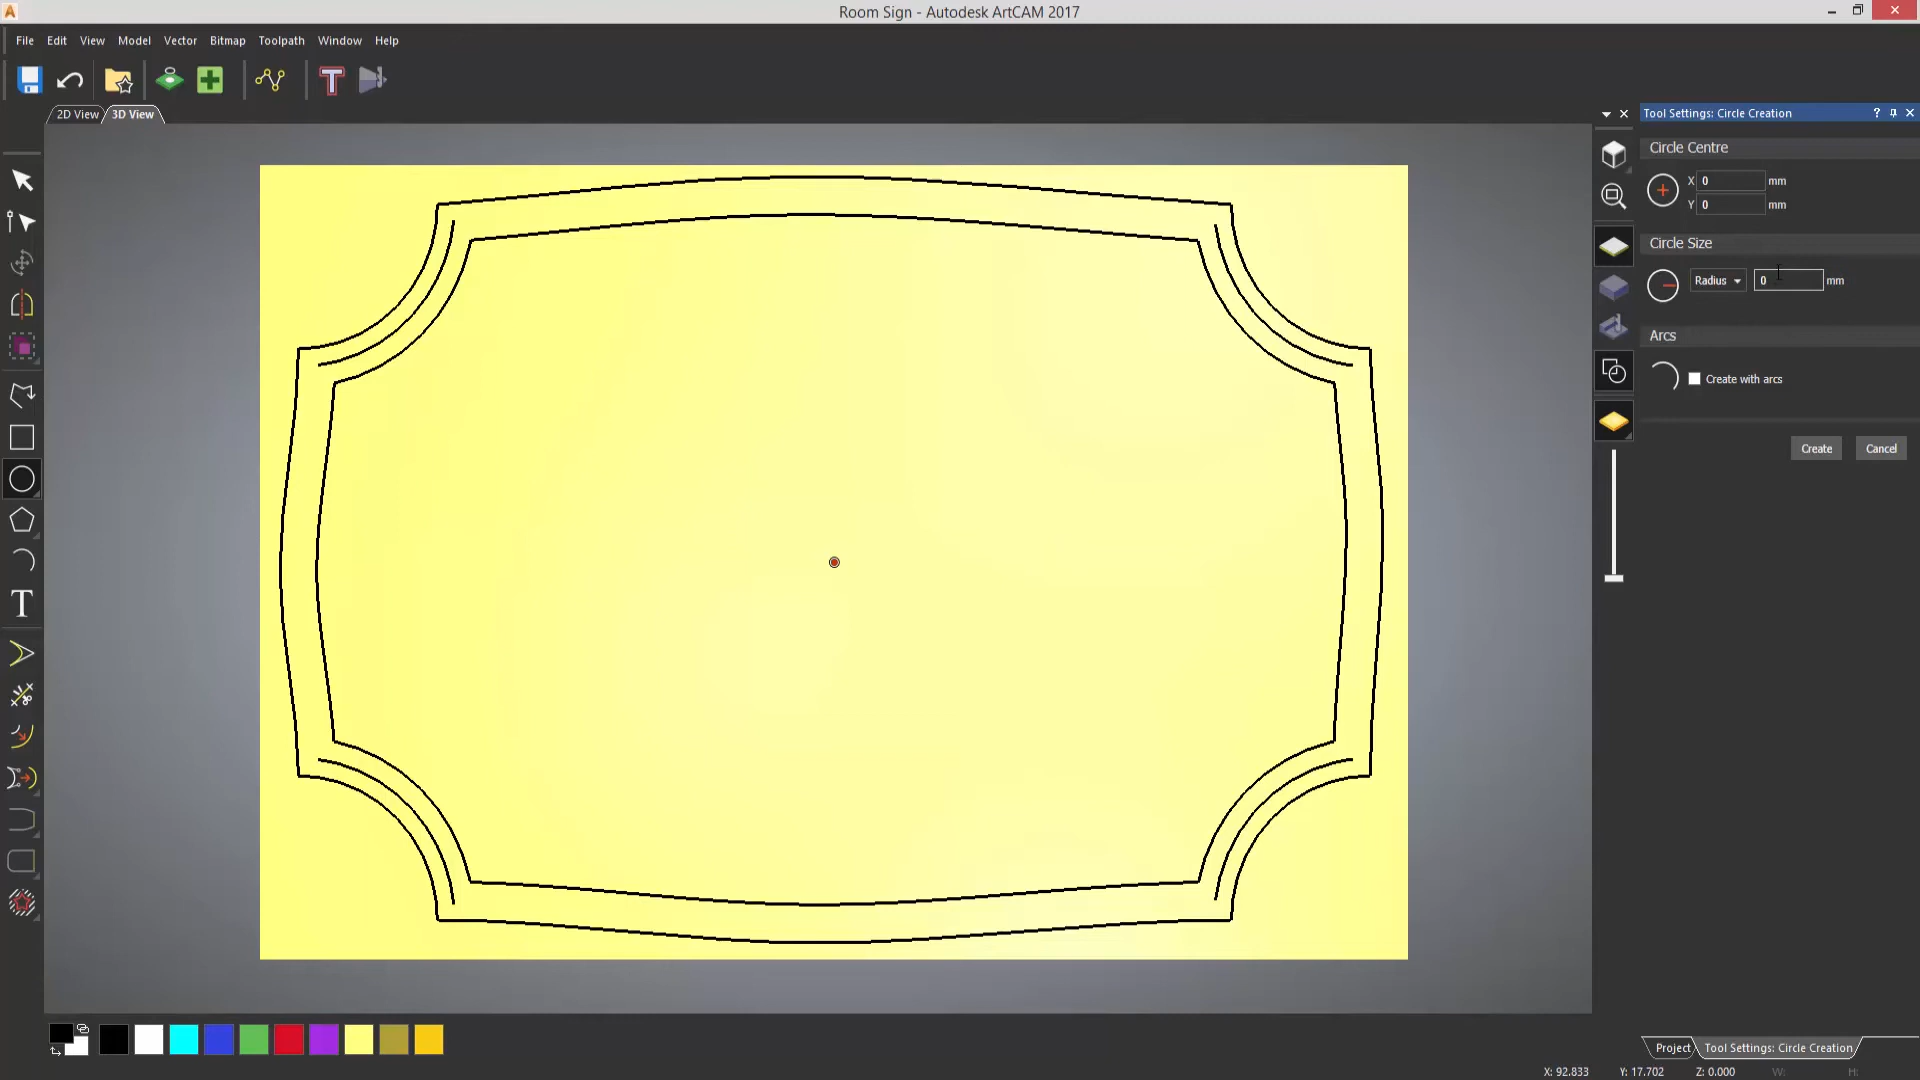 Room Sign - Autodesk ArtCAM 2017
File Edit View Model Vector Bitmap Toolpath Window Help
2D View 3D View
Tool Settings: Circle Creation
Circle Centre
X 0 mm
Y 0 mm
Circle Size
Radius 0 mm
Arcs
Create with arcs
Create Cancel
Project Tool Settings: Circle Creation
X: 92.833 Y: 17.702 Z: 0.000 W: H: